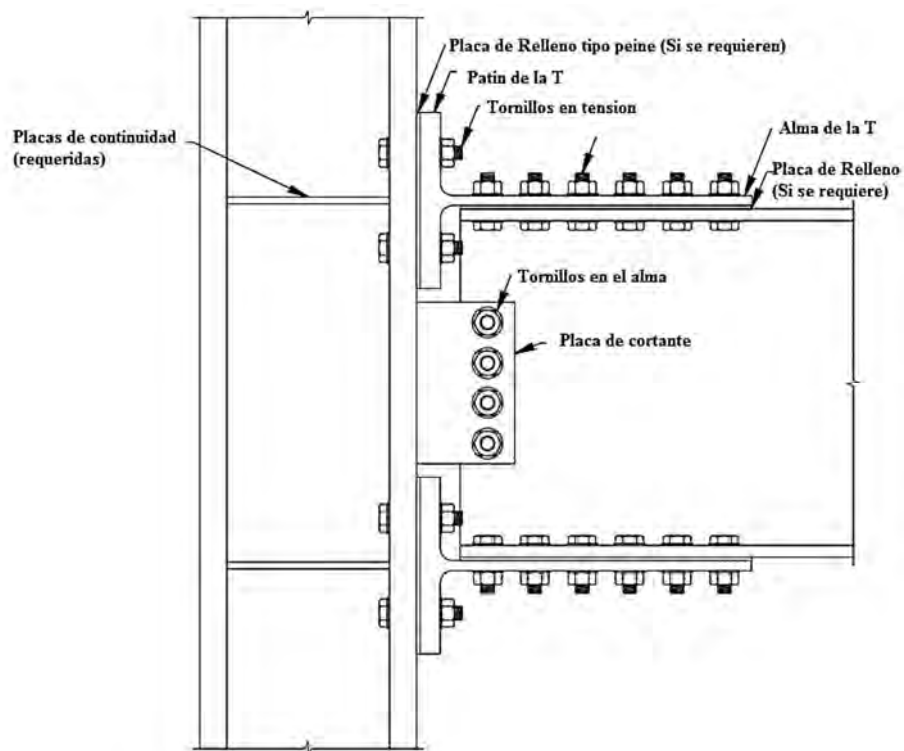 Placa de Relleno tipo peine (Si se requieren)
Patin de la T
Tornillos en tension
Alma de la T
Placas de continuidad
(requeridas)
Placa de Relleno
(Si se requiere)
Tornillos en el alma
Placa de cortante